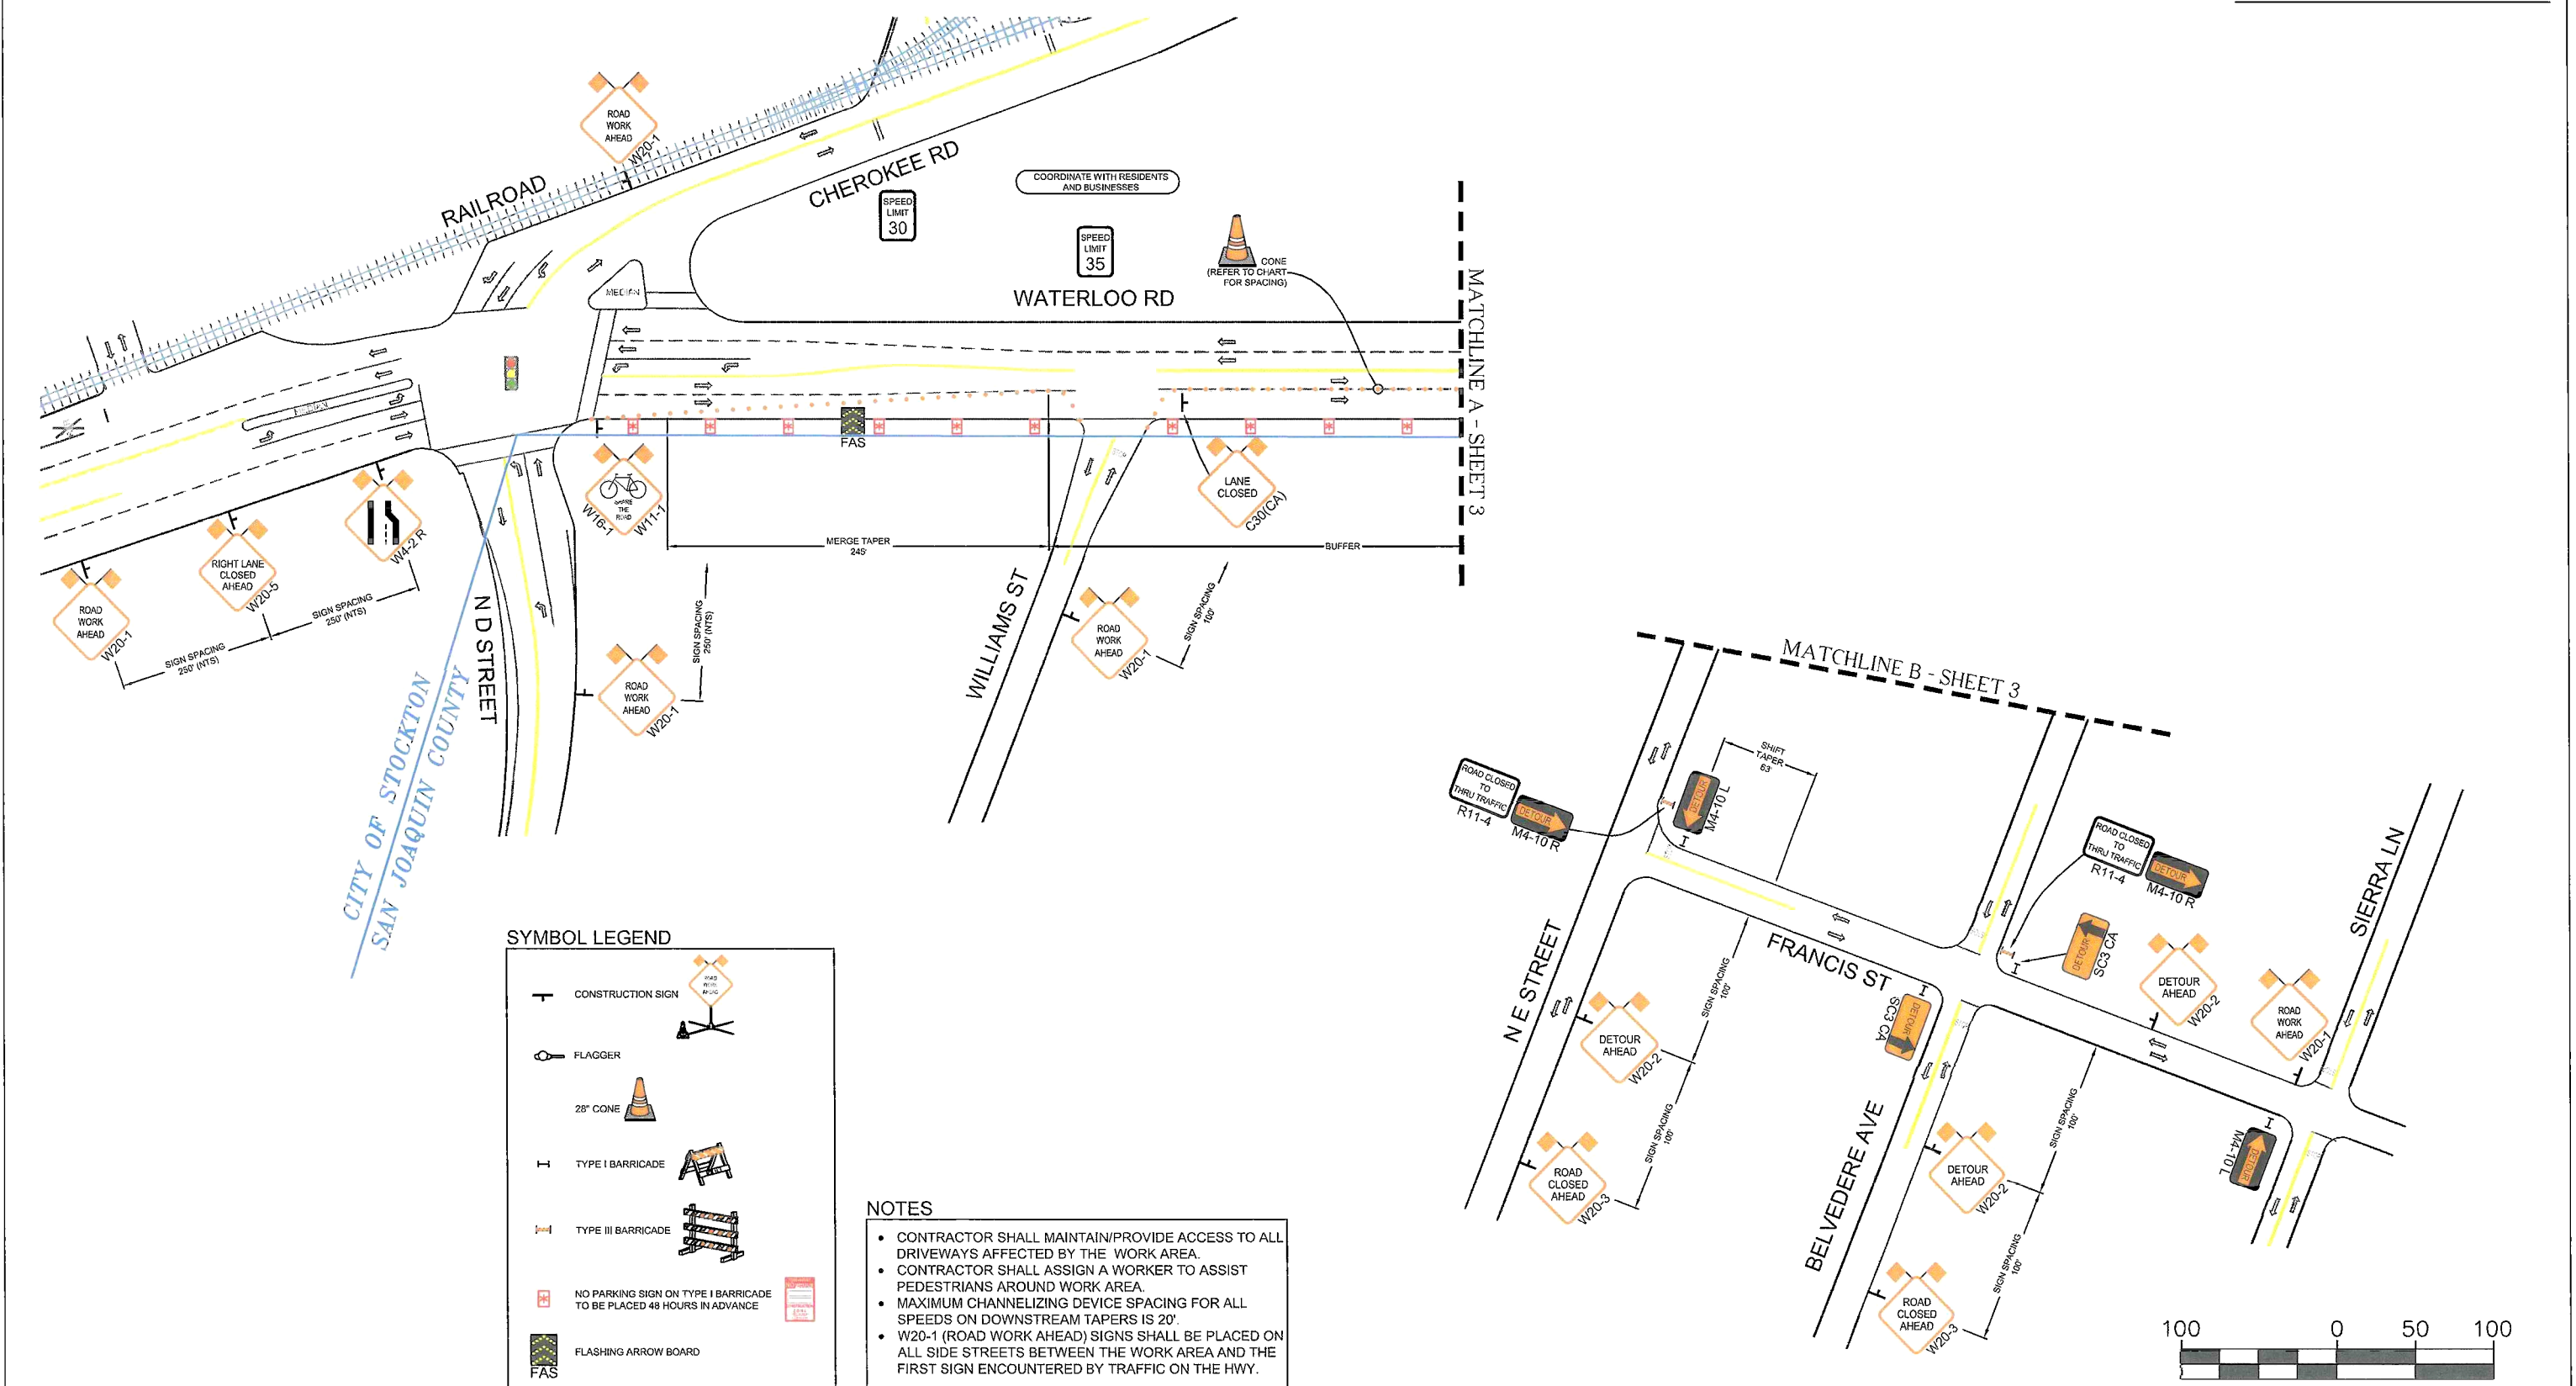 ROAD
WORK
AHEAD
W20-1
RAILROAD
CHEROKEE RD
SPEED
LIMIT
30
COORDINATE WITH RESIDENTS
AND BUSINESSES
SPEED
LIMIT
35
CONE
(REFER TO CHART
FOR SPACING)
WATERLOO RD
MEDIAN
MEDIAN
MATCHLINE A - SHEET 3
FAS
SHARE
THE
ROAD
W16-1
W11-1
LANE
CLOSED
C30(CA)
W4-2 R
RIGHT LANE
CLOSED
AHEAD
W20-5
ROAD
WORK
AHEAD
W20-1
SIGN SPACING
250' (NTS)
SIGN SPACING
250' (NTS)
MERGE TAPER
245'
BUFFER
N D STREET
SIGN SPACING
250' (NTS)
ROAD
WORK
AHEAD
W20-1
WILLIAMS ST
STOP
ROAD
WORK
AHEAD
W20-1
SIGN SPACING
100'
CITY OF STOCKTON
SAN JOAQUIN COUNTY
MATCHLINE B - SHEET 3
SHIFT
TAPER
63'
ROAD CLOSED
TO
THRU TRAFFIC
R11-4
DETOUR
M4-10 R
DETOUR
M4-10 L
ROAD CLOSED
TO
THRU TRAFFIC
R11-4
DETOUR
M4-10 R
DETOUR
SC3 CA
SIERRA LN
DETOUR
AHEAD
W20-2
ROAD
WORK
AHEAD
W20-1
N E STREET
FRANCIS ST
SIGN SPACING
100'
DETOUR
AHEAD
W20-2
SC3 CA
DETOUR
SIGN SPACING
100'
ROAD
CLOSED
AHEAD
W20-3
BELVEDERE AVE
DETOUR
AHEAD
W20-2
SIGN SPACING
100'
M4-10 L
DETOUR
SIGN SPACING
100'
ROAD
CLOSED
AHEAD
W20-3
100 0 50 100
SYMBOL LEGEND
CONSTRUCTION SIGN
ROAD
WORK
AHEAD
FLAGGER
28" CONE
TYPE I BARRICADE
TYPE III BARRICADE
NO PARKING SIGN ON TYPE I BARRICADE
TO BE PLACED 48 HOURS IN ADVANCE
FLASHING ARROW BOARD
FAS
NOTES
• CONTRACTOR SHALL MAINTAIN/PROVIDE ACCESS TO ALL
DRIVEWAYS AFFECTED BY THE WORK AREA.
• CONTRACTOR SHALL ASSIGN A WORKER TO ASSIST
PEDESTRIANS AROUND WORK AREA.
• MAXIMUM CHANNELIZING DEVICE SPACING FOR ALL
SPEEDS ON DOWNSTREAM TAPERS IS 20'.
• W20-1 (ROAD WORK AHEAD) SIGNS SHALL BE PLACED ON
ALL SIDE STREETS BETWEEN THE WORK AREA AND THE
FIRST SIGN ENCOUNTERED BY TRAFFIC ON THE HWY.